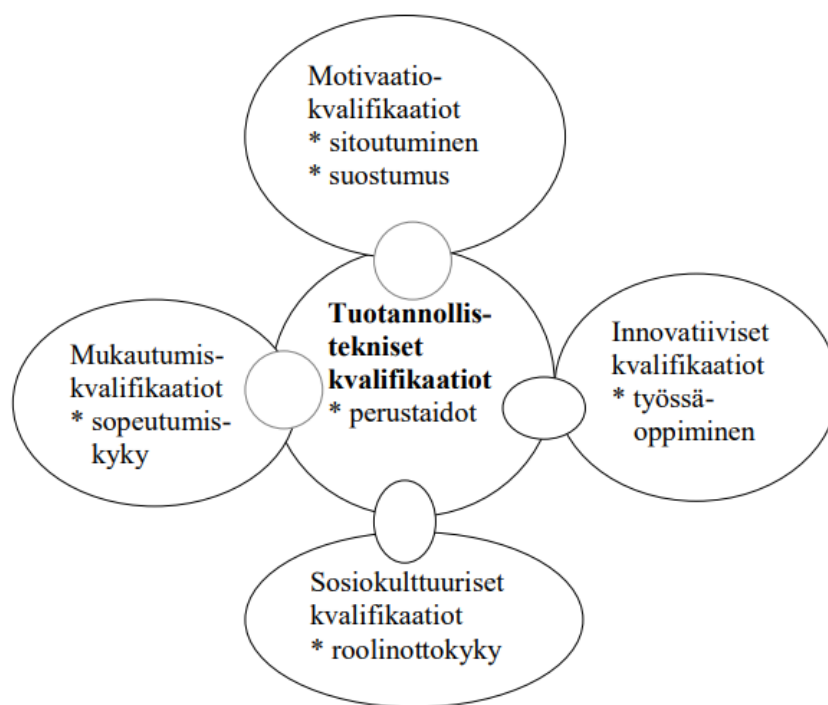 Motivaatio-
kvalifikaatiot
* sitoutuminen
* suostumus
Tuotannollis-
tekniset
kvalifikaatiot
* perustaidot
Mukautumis-
kvalifikaatiot
* sopeutumis-
kyky
Innovatiiviset
kvalifikaatiot
* työssä-
oppiminen
Sosiokulttuuriset
kvalifikaatiot
* roolinottokyky